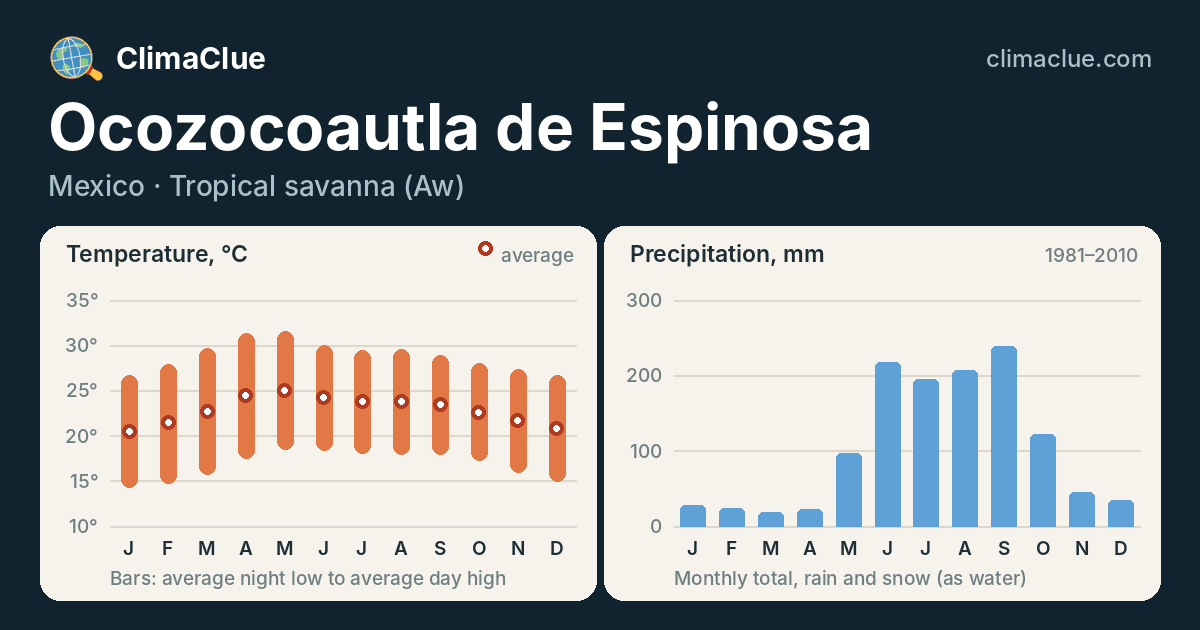 ClimaClue
climaclue.com
Ocozocoautla de Espinosa
Mexico · Tropical savanna (Aw)
Temperature, °C
average
35°
30°
25°
20°
15°
10°
J F M A M J J A S O N D
Bars: average night low to average day high
Precipitation, mm
1981–2010
300
200
100
0
J F M A M J J A S O N D
Monthly total, rain and snow (as water)